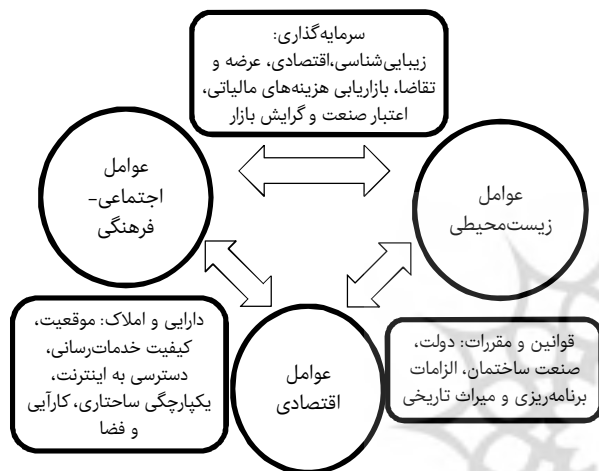 سرمایه‌گذاری:
زیبایی‌شناسی،اقتصادی، عرضه و
تقاضا، بازاریابی هزینه‌های مالیاتی،
اعتبار صنعت و گرایش بازار
عوامل
زیست‌محیطی
عوامل
اجتماعی-
فرهنگی
قوانین و مقررات: دولت،
صنعت ساختمان، الزامات
برنامه‌ریزی و میراث تاریخی
عوامل
اقتصادی
دارایی و املاک: موقعیت،
کیفیت خدمات‌رسانی،
دسترسی به اینترنت،
یکپارچگی ساختاری، کارآیی
و فضا